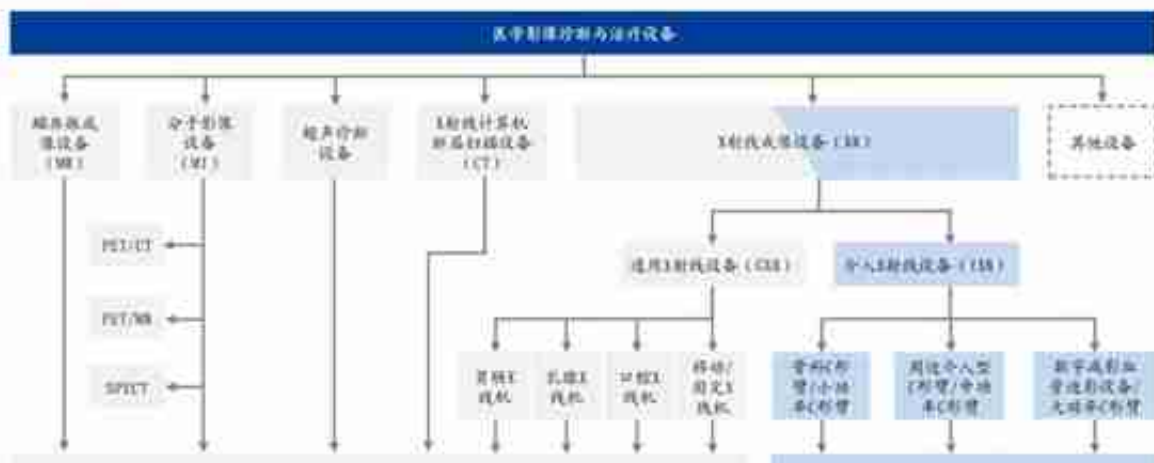 医学影像诊断与治疗设备
磁共振成
像设备
(MR)
分子影像
设备
(MI)
超声诊断
设备
X射线计算机
断层扫描设备
(CT)
X射线成像设备(XR)
其他设备
PET/CT
PET/MR
SPECT
通用X射线设备(GXR)
介入X射线设备(IXR)
胃肠X
线机
乳腺X
线机
口腔X
线机
移动/
固定X
线机
骨科C形
臂/小功
率C形臂
周边介入型
C形臂/中功
率C形臂
数字减影血
管造影设备/
大功率C形臂